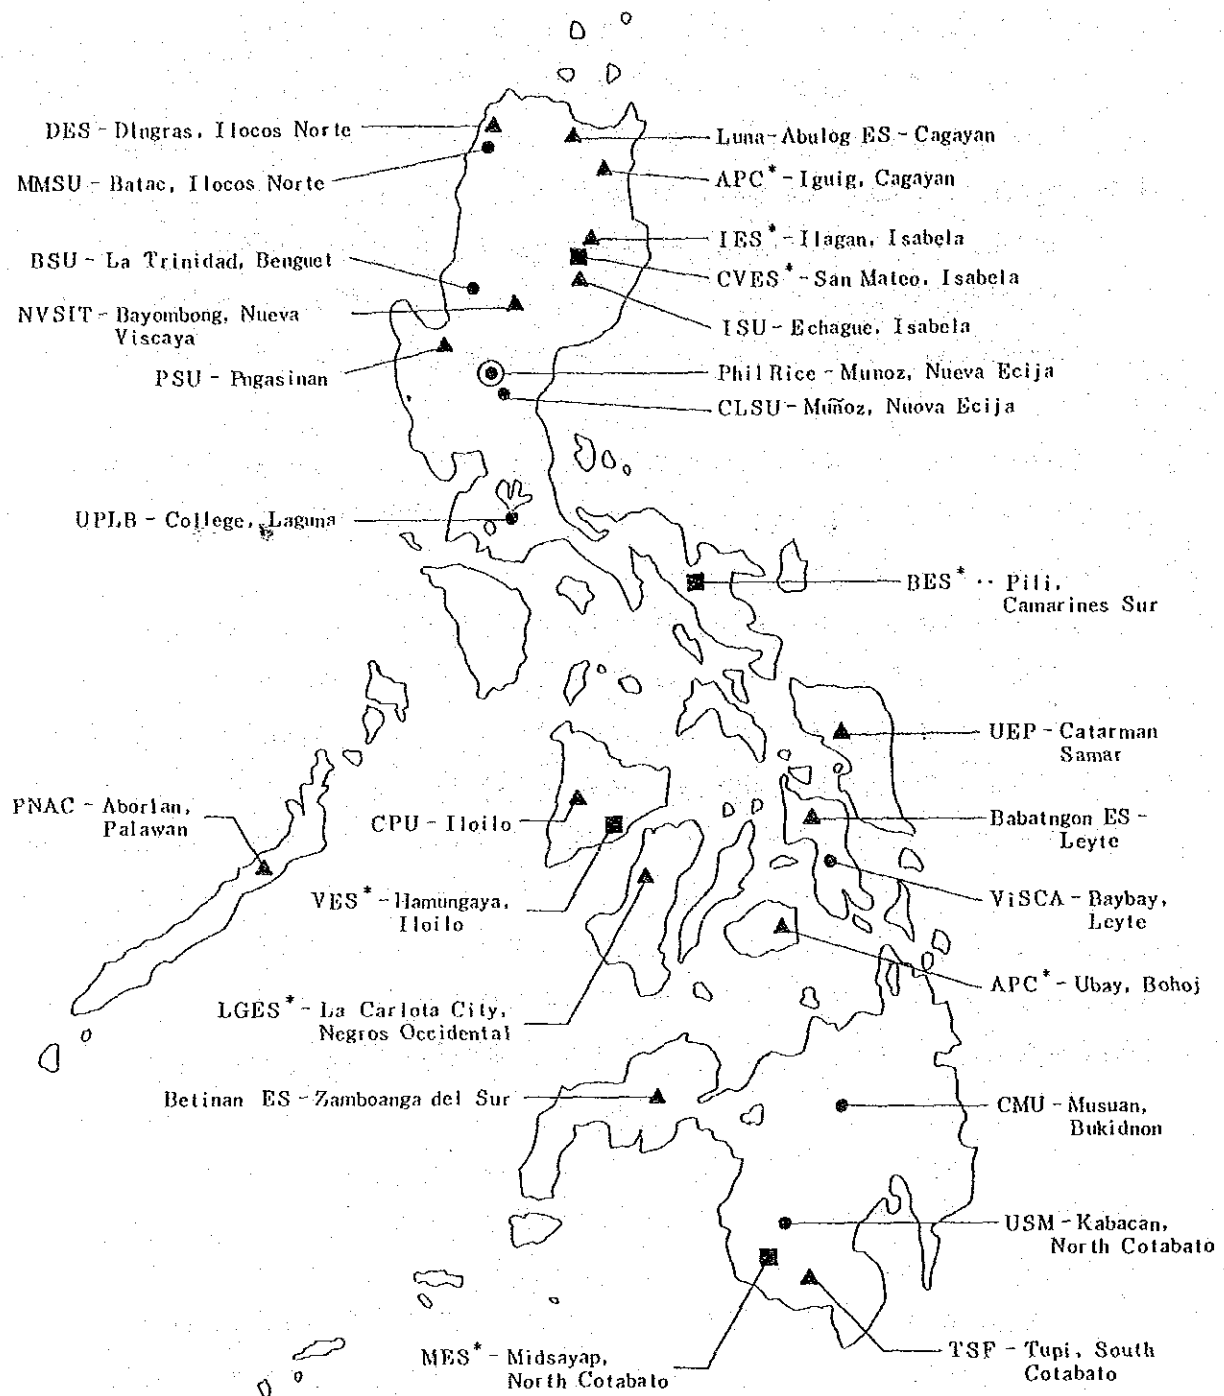 DES - Dingras, Ilocos Norte
MMSU - Batac, Ilocos Norte
BSU - La Trinidad, Benguet
NVSIT - Bayombong, Nueva
Viscaya
PSU - Pngasinan
UPLB - College, Laguna
Luna-Abulog ES - Cagayan
APC* - Iguig, Cagayan
IES* - Ilagan, Isabela
CVES* - San Mateo, Isabela
ISU - Echague, Isabela
Phil Rice - Munoz, Nueva Ecija
CLSU - Muñoz, Nuova Ecija
BES* ·· Pili,
Camarines Sur
UEP - Catarman
Samar
Babatngon ES -
Leyte
ViSCA - Baybay,
Leyte
APC* - Ubay, Bohoj
PNAC - Aborlan,
Palawan
CPU - Iloilo
VES* - Hamungaya,
Iloilo
LGES* - La Carlota City,
Negros Occidental
Betinan ES - Zamboanga del Sur
CMU - Musuan,
Bukidnon
USM - Kabacan,
North Cotabato
MES* - Midsayap,
North Cotabato
TSF - Tupi, South
Cotabato